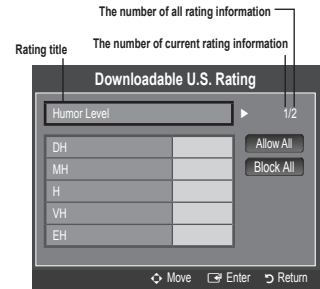 The number of all rating information
Rating title
The number of current rating information
Downloadable U.S. Rating
Humor Level
1/2
DH
Allow All
MH
Block All
H
VH
EH
Move Enter Return